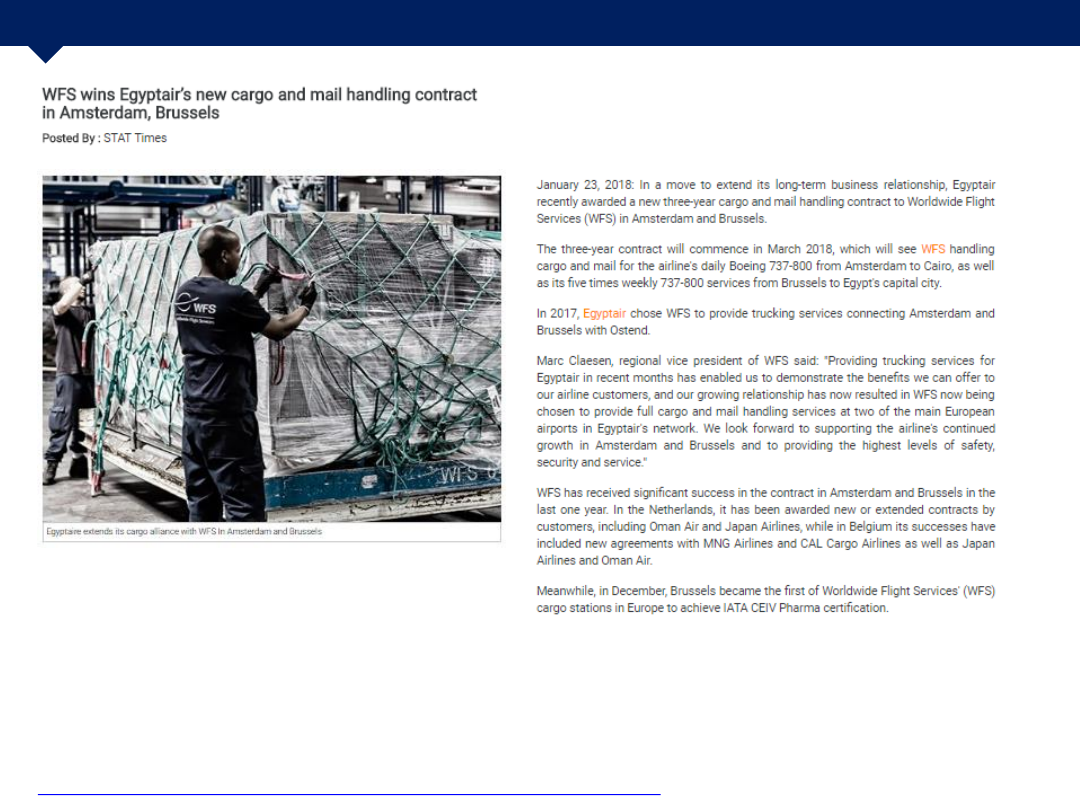 WFS wins Egyptair's new cargo and mail handling contract
in Amsterdam, Brussels
Posted By : STAT Times
WFS
Worldwide Flight Services
WFS
Egyptaire extends its cargo alliance with WFS In Amsterdam and Brussels
January 23, 2018: In a move to extend its long-term business relationship, Egyptair
recently awarded a new three-year cargo and mail handling contract to Worldwide Flight
Services (WFS) in Amsterdam and Brussels.
The three-year contract will commence in March 2018, which will see WFS handling
cargo and mail for the airline's daily Boeing 737-800 from Amsterdam to Cairo, as well
as its five times weekly 737-800 services from Brussels to Egypt's capital city.
In 2017, Egyptair chose WFS to provide trucking services connecting Amsterdam and
Brussels with Ostend.
Marc Claesen, regional vice president of WFS said: "Providing trucking services for
Egyptair in recent months has enabled us to demonstrate the benefits we can offer to
our airline customers, and our growing relationship has now resulted in WFS now being
chosen to provide full cargo and mail handling services at two of the main European
airports in Egyptair's network. We look forward to supporting the airline's continued
growth in Amsterdam and Brussels and to providing the highest levels of safety,
security and service."
WFS has received significant success in the contract in Amsterdam and Brussels in the
last one year. In the Netherlands, it has been awarded new or extended contracts by
customers, including Oman Air and Japan Airlines, while in Belgium its successes have
included new agreements with MNG Airlines and CAL Cargo Airlines as well as Japan
Airlines and Oman Air.
Meanwhile, in December, Brussels became the first of Worldwide Flight Services' (WFS)
cargo stations in Europe to achieve IATA CEIV Pharma certification.